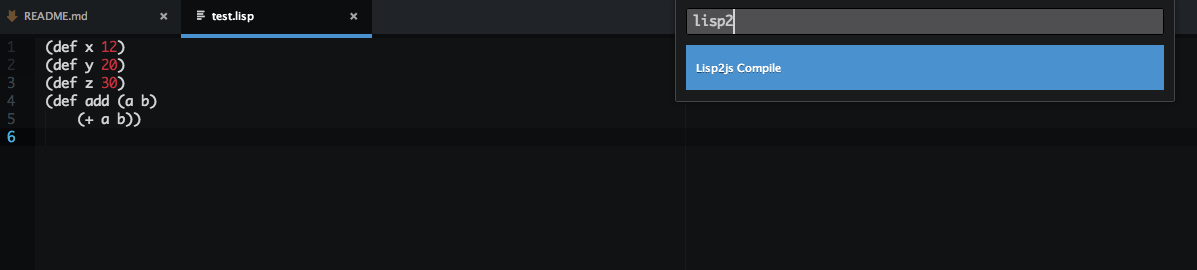 README.md
test.lisp
lisp2
Lisp2js Compile
1 (def x 12)
2 (def y 20)
3 (def z 30)
4 (def add (a b)
5     (+ a b))
6